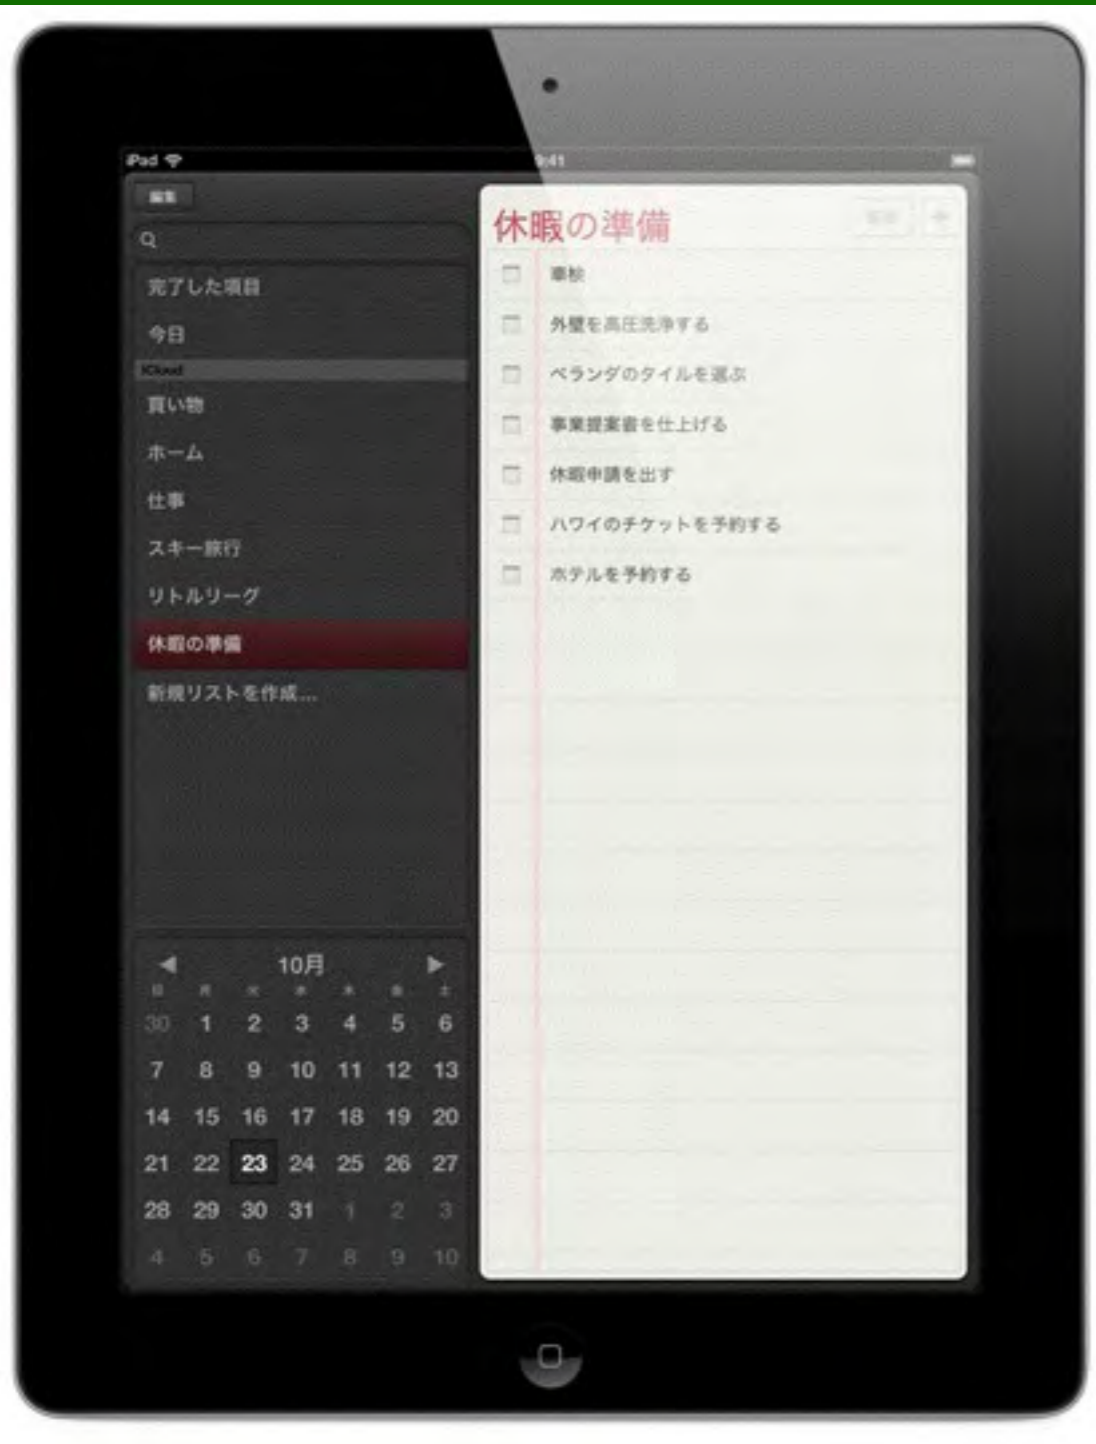 iPad
9:41
編集
完了した項目
今日
iCloud
買い物
ホーム
仕事
スキー旅行
リトルリーグ
休暇の準備
新規リストを作成...
10月
日 月 火 水 木 金 土
30 1 2 3 4 5 6
7 8 9 10 11 12 13
14 15 16 17 18 19 20
21 22 23 24 25 26 27
28 29 30 31 1 2 3
4 5 6 7 8 9 10
休暇の準備
車検
外壁を高圧洗浄する
ベランダのタイルを選ぶ
事業提案書を仕上げる
休暇申請を出す
ハワイのチケットを予約する
ホテルを予約する